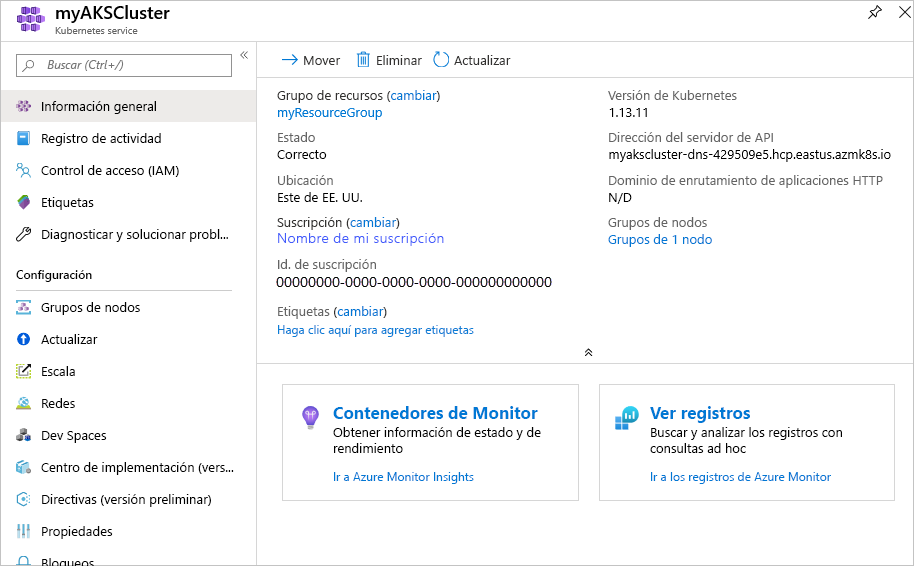 myAKSCluster
Kubernetes service
Buscar (Ctrl+/)
Información general
Registro de actividad
Control de acceso (IAM)
Etiquetas
Diagnosticar y solucionar probl...
Configuración
Grupos de nodos
Actualizar
Escala
Redes
Dev Spaces
Centro de implementación (vers...
Directivas (versión preliminar)
Propiedades
Bloqueos
Mover Eliminar Actualizar
Grupo de recursos (cambiar)
myResourceGroup
Estado
Correcto
Ubicación
Este de EE. UU.
Suscripción (cambiar)
Nombre de mi suscripción
Id. de suscripción
00000000-0000-0000-0000-000000000000
Etiquetas (cambiar)
Haga clic aquí para agregar etiquetas
Versión de Kubernetes
1.13.11
Dirección del servidor de API
myakscluster-dns-429509e5.hcp.eastus.azmk8s.io
Dominio de enrutamiento de aplicaciones HTTP
N/D
Grupos de nodos
Grupos de 1 nodo
Contenedores de Monitor
Obtener información de estado y de
rendimiento
Ir a Azure Monitor Insights
Ver registros
Buscar y analizar los registros con
consultas ad hoc
Ir a los registros de Azure Monitor